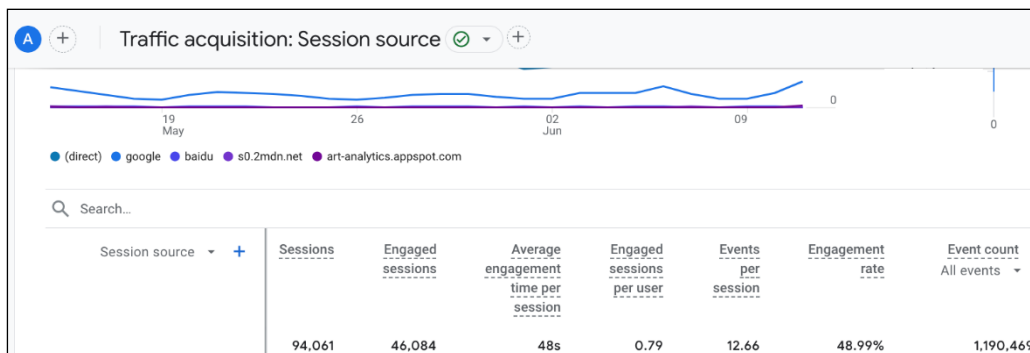 A
Traffic acquisition: Session source
0
19
May
26
02
Jun
09
0
(direct) google baidu s0.2mdn.net art-analytics.appspot.com
Search...
Session source
Sessions
Engaged
sessions
Average
engagement
time per
session
Engaged
sessions
per user
Events
per
session
Engagement
rate
Event count
All events
94,061 46,084 48s 0.79 12.66 48.99% 1,190,469